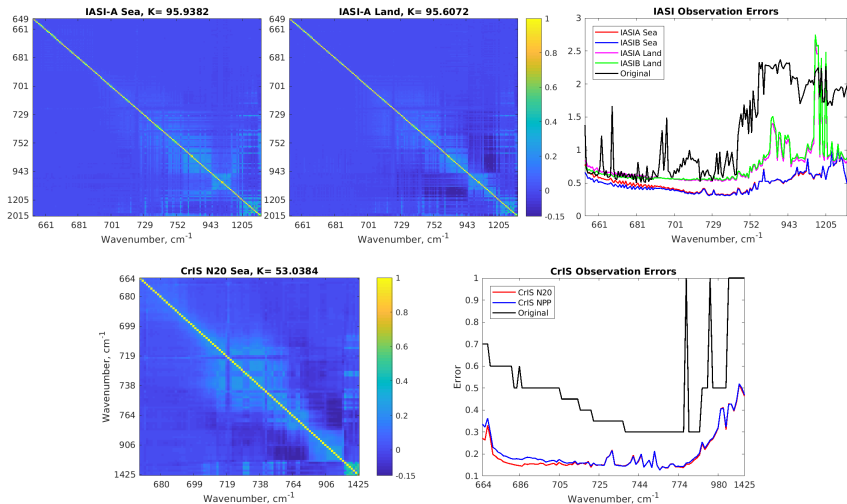 IASI-A Sea, K= 95.9382
649
661
681
701
729
752
943
1205
2015
661 681 701 729 752 943 1205
Wavenumber, cm-1
IASI-A Land, K= 95.6072
661 681 701 729 752 943 1205
Wavenumber, cm-1
1
0.8
0.6
0.4
0.2
0
-0.15
IASI Observation Errors
3
2.5
2
1.5
1
0.5
0
IASIA Sea
IASIB Sea
IASIA Land
IASIB Land
Original
661 681 701 729 752 943 1205
Wavenumber, cm-1
CrIS N20 Sea, K= 53.0384
Wavenumber, cm-1
664
680
699
719
738
764
906
1425
680 699 719 738 764 906 1425
Wavenumber, cm-1
1
0.8
0.6
0.4
0.2
0
-0.15
CrIS Observation Errors
Error
1
0.9
0.8
0.7
0.6
0.5
0.4
0.3
0.2
0.1
CrIS N20
CrIS NPP
Original
664 686 705 725 745 774 980 1425
Wavenumber, cm-1